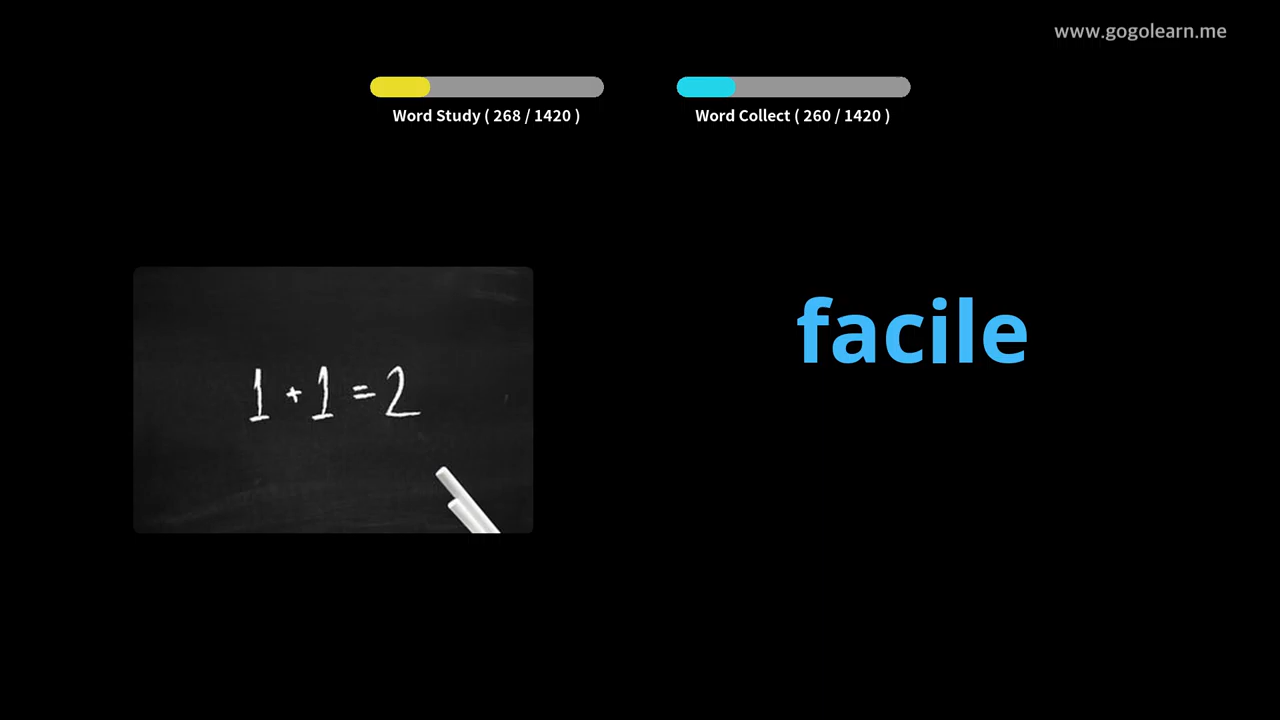 www.gogolearn.me
Word Study ( 268 / 1420 )
Word Collect ( 260 / 1420 )
1 + 1 = 2
facile